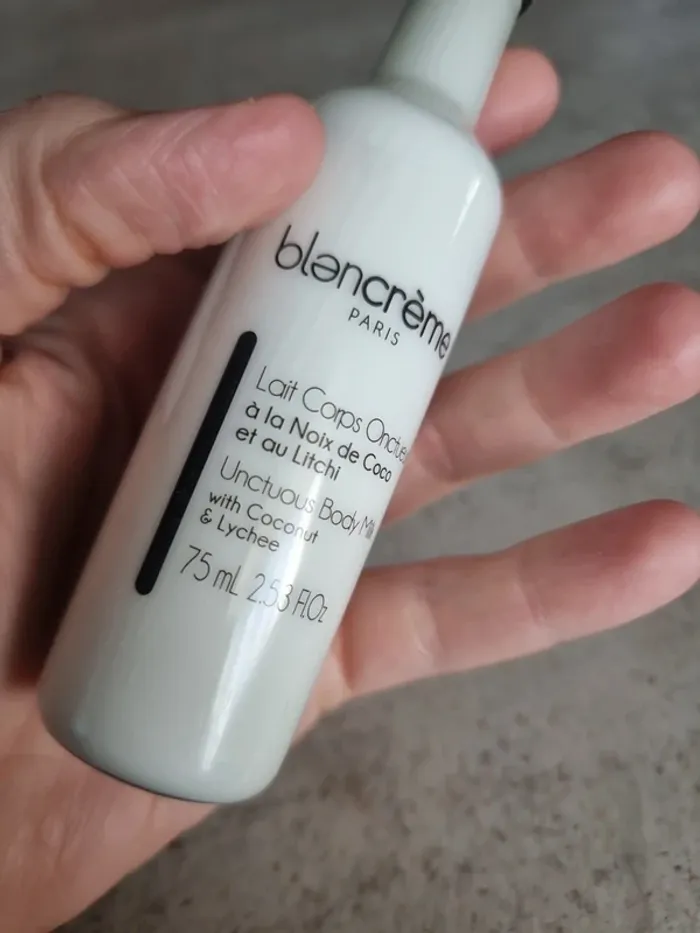 blancrème
PARIS
Lait Corps
à la Noix de Coco
et au Litchi
Unctuous Body Milk
with Coconut
& Lychee
75 mL 2.53 Fl.Oz